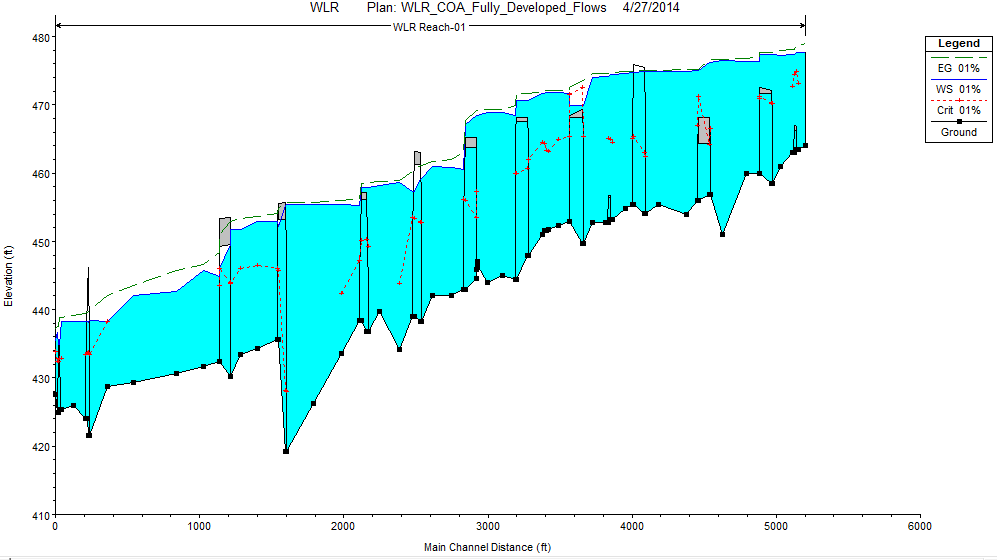 WLR Plan: WLR_COA_Fully_Developed_Flows 4/27/2014
WLR Reach-01
Legend
EG 01%
WS 01%
Crit 01%
Ground
Elevation (ft)
480
470
460
450
440
430
420
410
0 1000 2000 3000 4000 5000 6000
Main Channel Distance (ft)